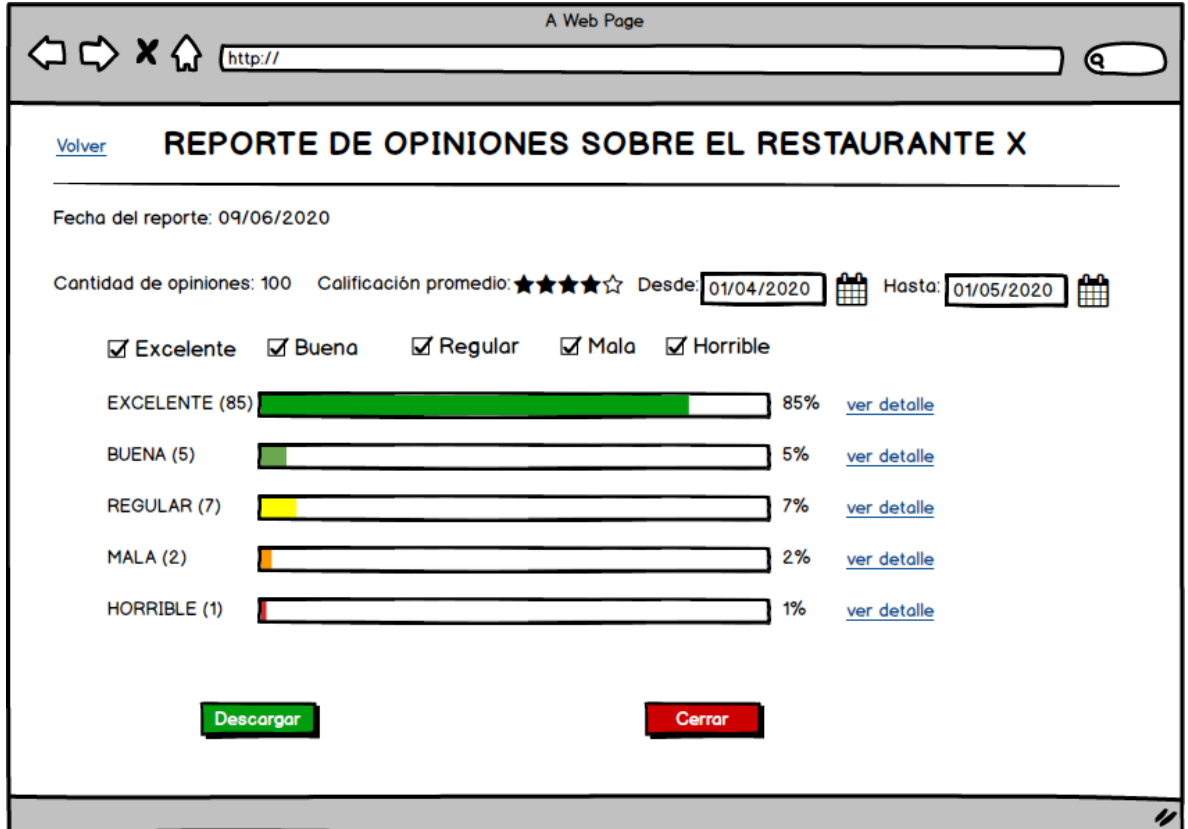 A Web Page
http://
Volver REPORTE DE OPINIONES SOBRE EL RESTAURANTE X
Fecha del reporte: 09/06/2020
Cantidad de opiniones: 100 Calificación promedio: Desde: 01/04/2020 Hasta: 01/05/2020
Excelente Buena Regular Mala Horrible
EXCELENTE (85) 85% ver detalle
BUENA (5) 5% ver detalle
REGULAR (7) 7% ver detalle
MALA (2) 2% ver detalle
HORRIBLE (1) 1% ver detalle
Descargar Cerrar